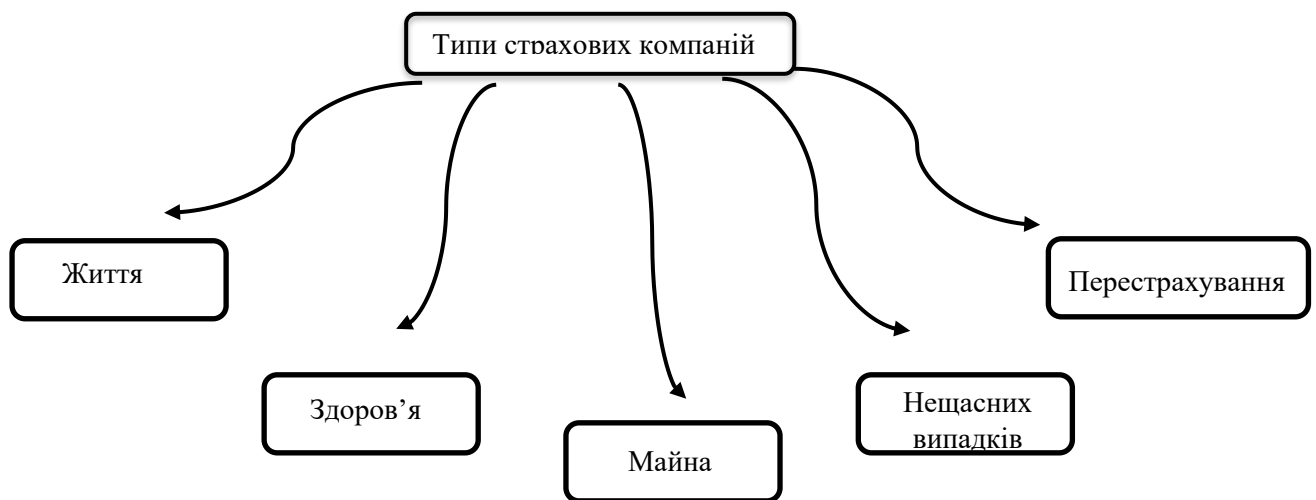 Типи страхових компаній
Життя
Перестрахування
Здоров’я
Нещасних
випадків
Майна